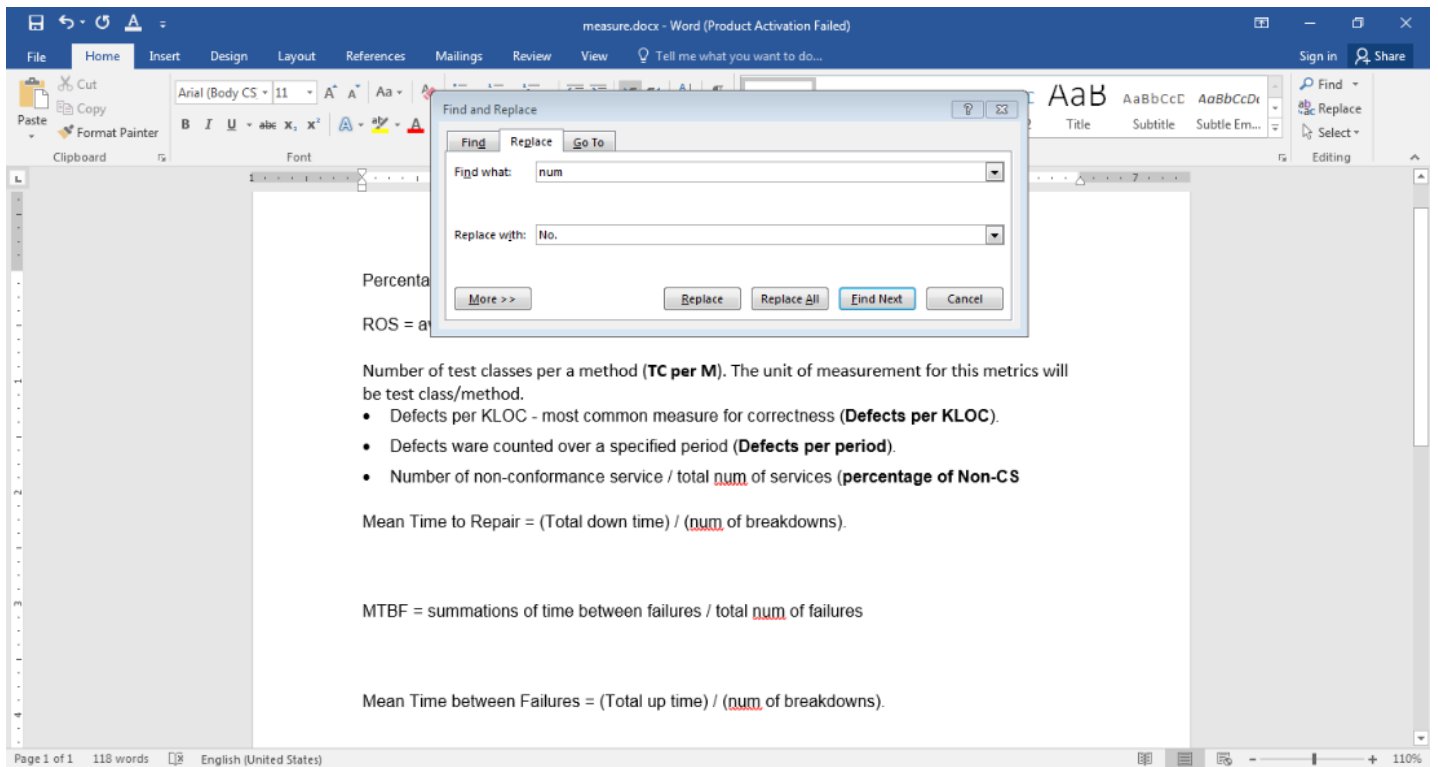 measure.docx - Word (Product Activation Failed)
File Home Insert Design Layout References Mailings Review View Tell me what you want to do... Sign in Share
Paste
Cut
Copy
Format Painter
Clipboard
Arial (Body CS 11
Font
AaB Title
AaBbCcD Subtitle
AaBbCcDt Subtle Em...
Find
Replace
Select
Editing
Find and Replace
Find Replace Go To
Find what: num
Replace with: No.
More >> Replace Replace All Find Next Cancel
Percenta
ROS = a
Number of test classes per a method (TC per M). The unit of measurement for this metrics will
be test class/method.
• Defects per KLOC - most common measure for correctness (Defects per KLOC).
• Defects ware counted over a specified period (Defects per period).
• Number of non-conformance service / total num of services (percentage of Non-CS
Mean Time to Repair = (Total down time) / (num of breakdowns).
MTBF = summations of time between failures / total num of failures
Mean Time between Failures = (Total up time) / (num of breakdowns).
Page 1 of 1 118 words English (United States) 110%